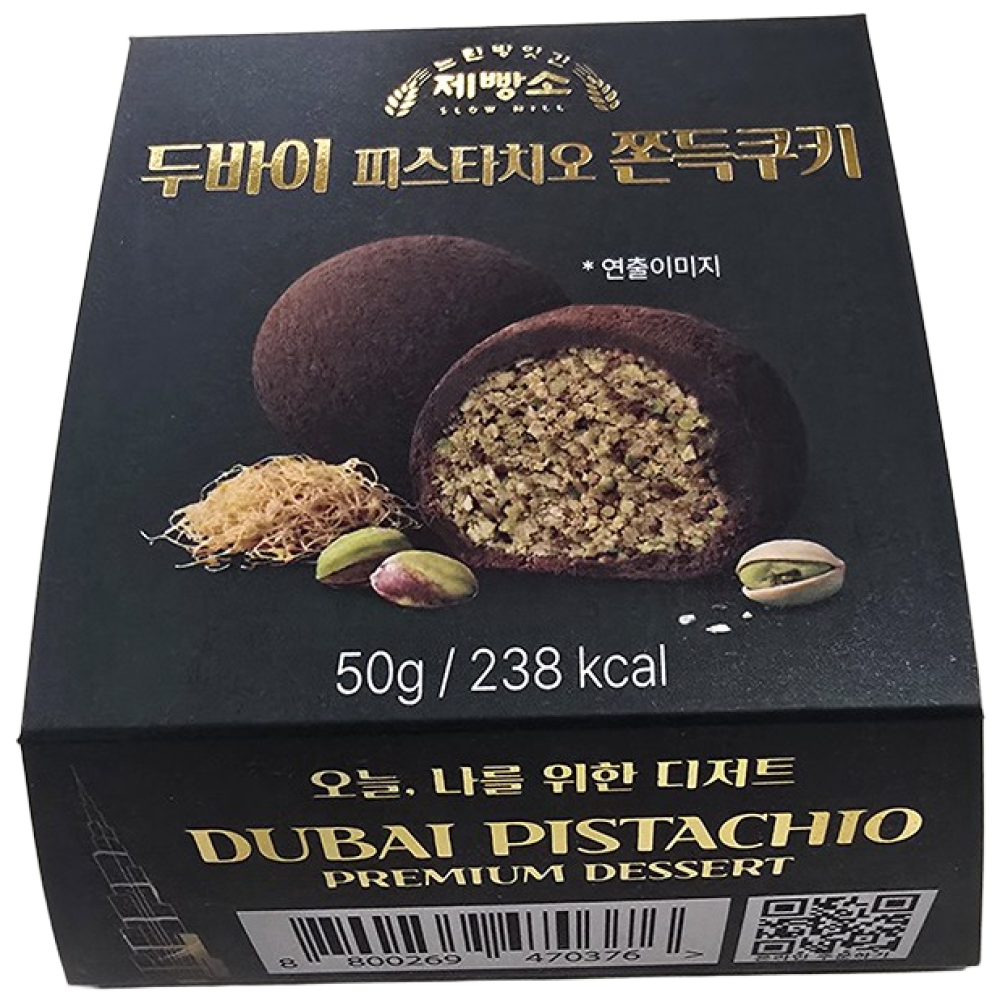 제빵소
SLOW MILL
두바이 피스타치오 쫀득쿠키
* 연출이미지
50g / 238 kcal
오늘, 나를 위한 디저트
DUBAI PISTACHIO
PREMIUM DESSERT
8 800269 470376 >